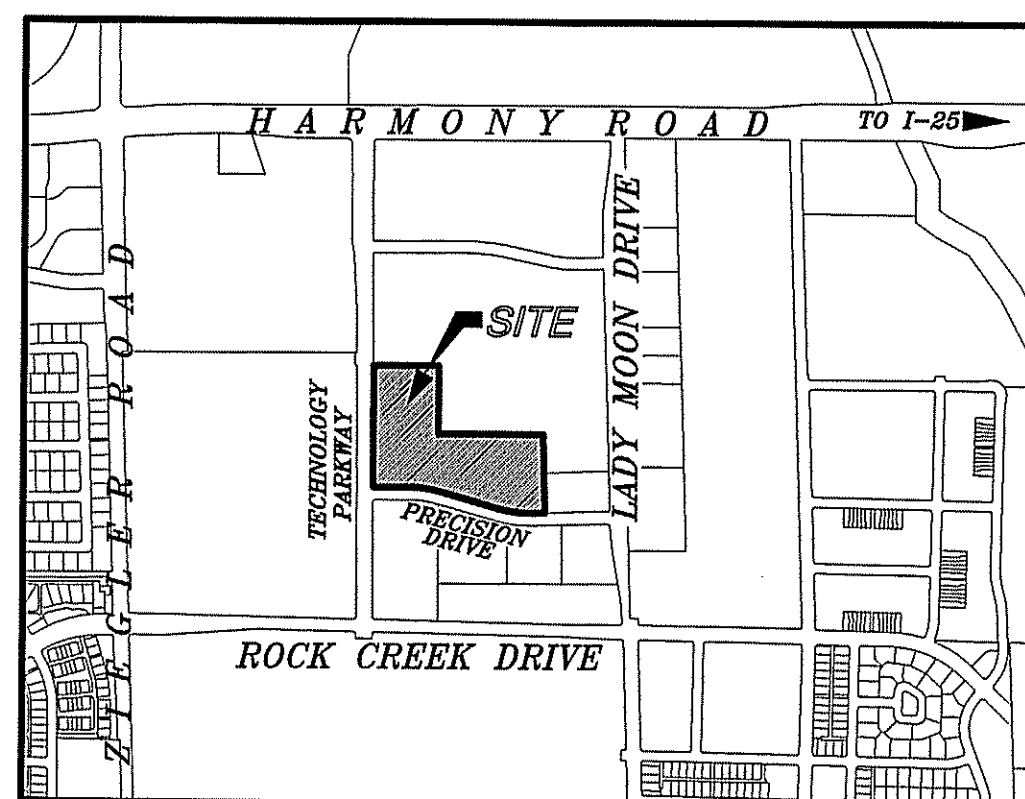 HARMONY ROAD
TO I-25
LADY MOON DRIVE
ZIEGLER ROAD
SITE
TECHNOLOGY
PARKWAY
PRECISION
DRIVE
ROCK CREEK DRIVE